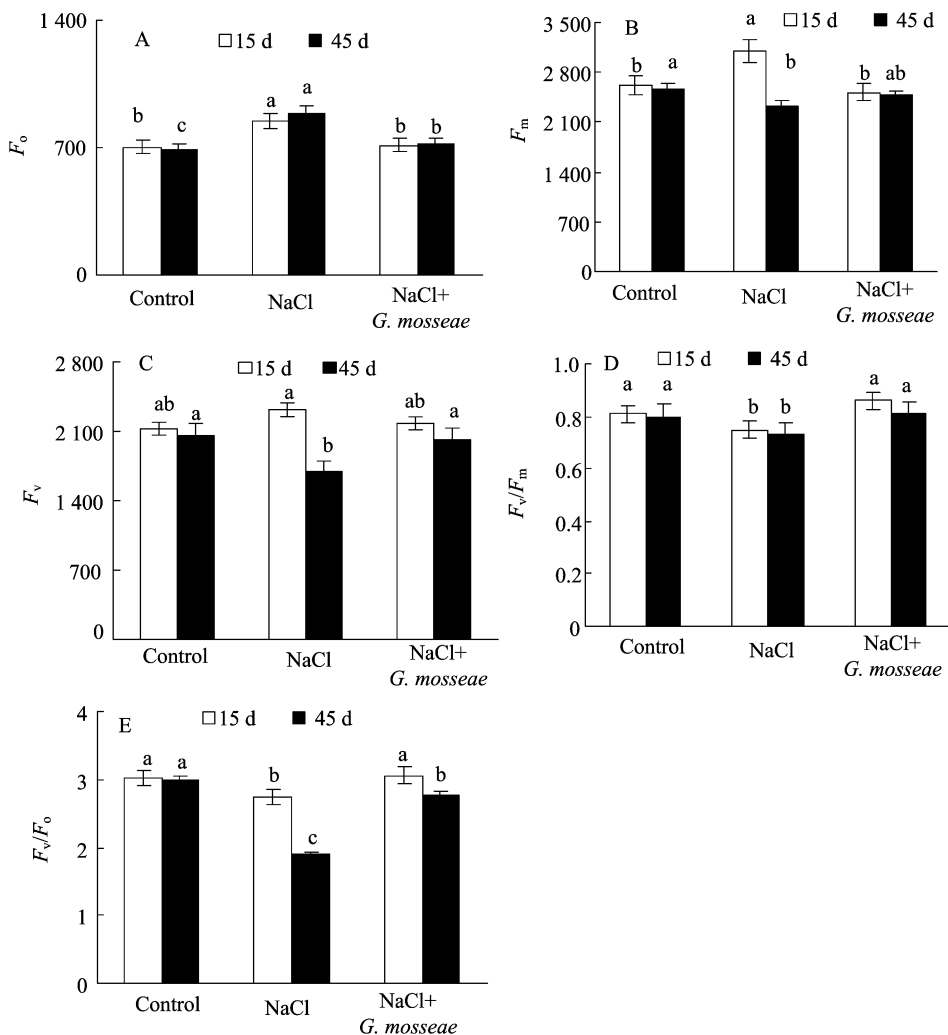 A
15 d 45 d
1 400
700
0
Fo
b c a a b b
Control NaCl NaCl+
G. mosseae
B
15 d 45 d
3 500
2 800
2 100
1 400
700
0
Fm
b a a b b ab
Control NaCl NaCl+
G. mosseae
C
15 d 45 d
2 800
2 100
1 400
700
0
Fv
ab a a b ab a
Control NaCl NaCl+
G. mosseae
D
15 d 45 d
1.0
0.8
0.6
0.4
0.2
0
Fv/Fm
a a b b a a
Control NaCl NaCl+
G. mosseae
E
15 d 45 d
4
3
2
1
0
Fv/Fo
a a b c a b
Control NaCl NaCl+
G. mosseae